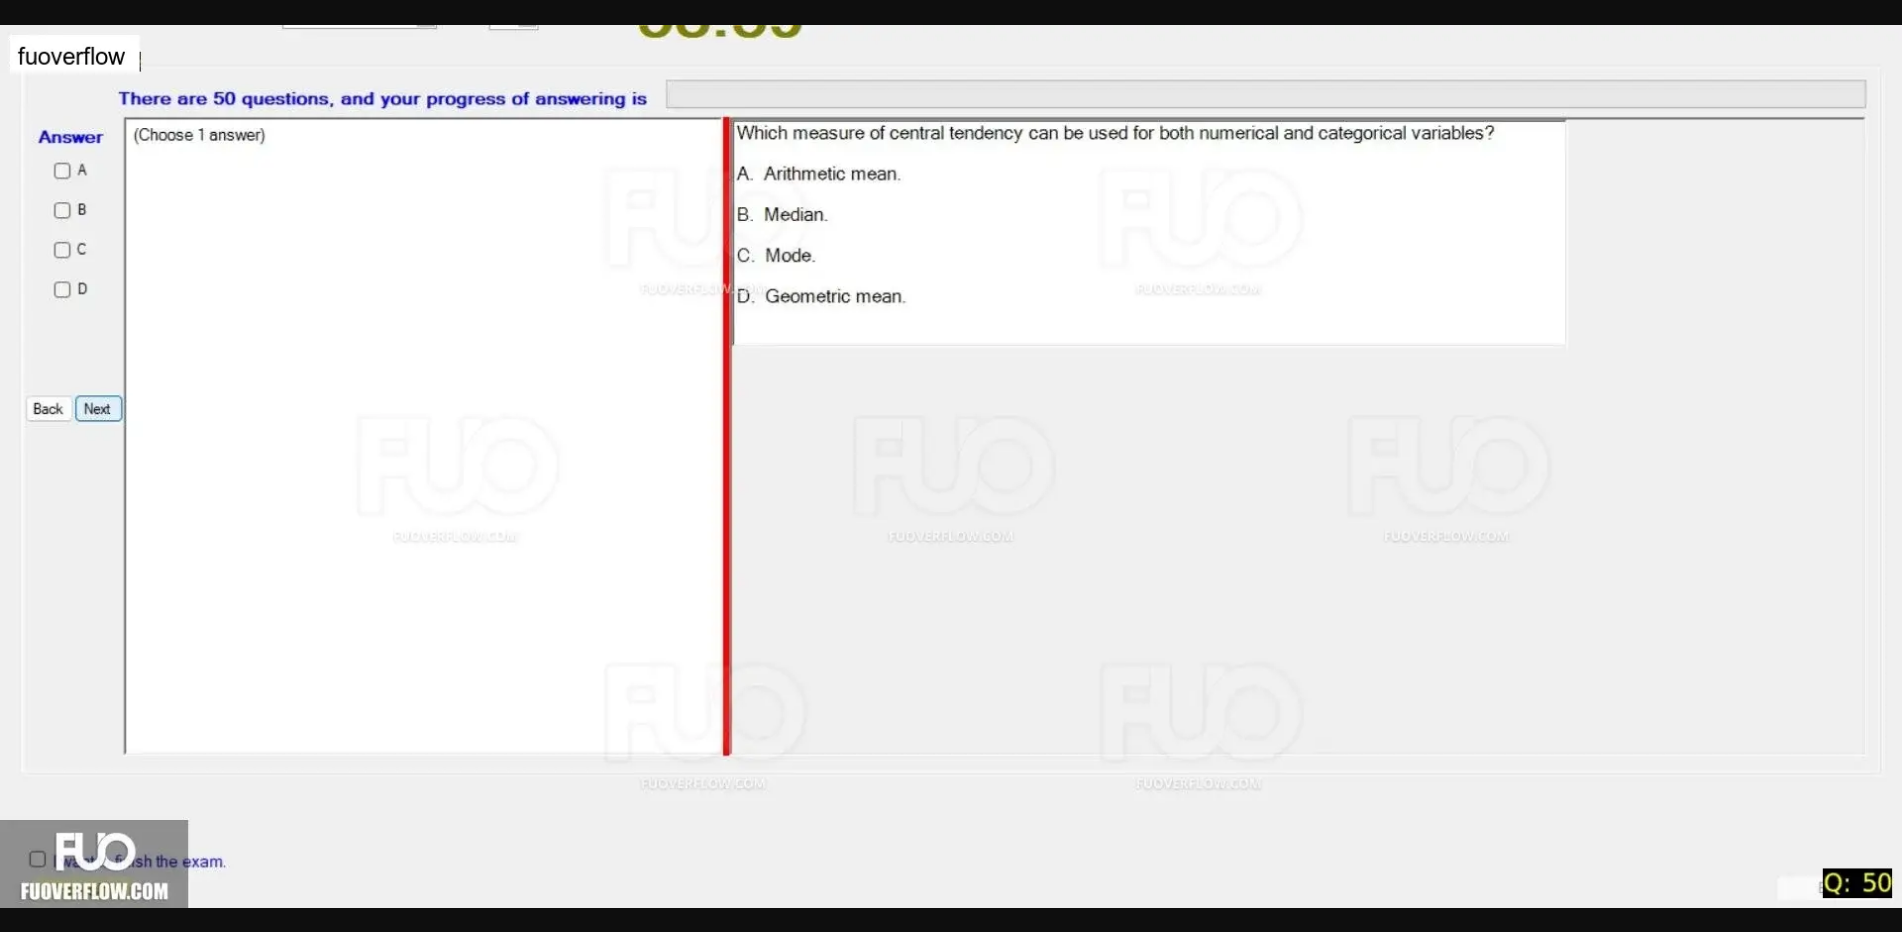 fuoverflow
There are 50 questions, and your progress of answering is
Answer
(Choose 1 answer)
A
B
C
D
Back Next
Which measure of central tendency can be used for both numerical and categorical variables?
A. Arithmetic mean.
B. Median.
C. Mode.
D. Geometric mean.
FUO
FUOVERFLOW.COM
FUO
FUOVERFLOW.COM
FUO
FUOVERFLOW.COM
FUO
FUOVERFLOW.COM
FUO
FUOVERFLOW.COM
FUO
FUOVERFLOW.COM
FUO
FUOVERFLOW.COM
the exam.
FUO
FUOVERFLOW.COM
Q: 50